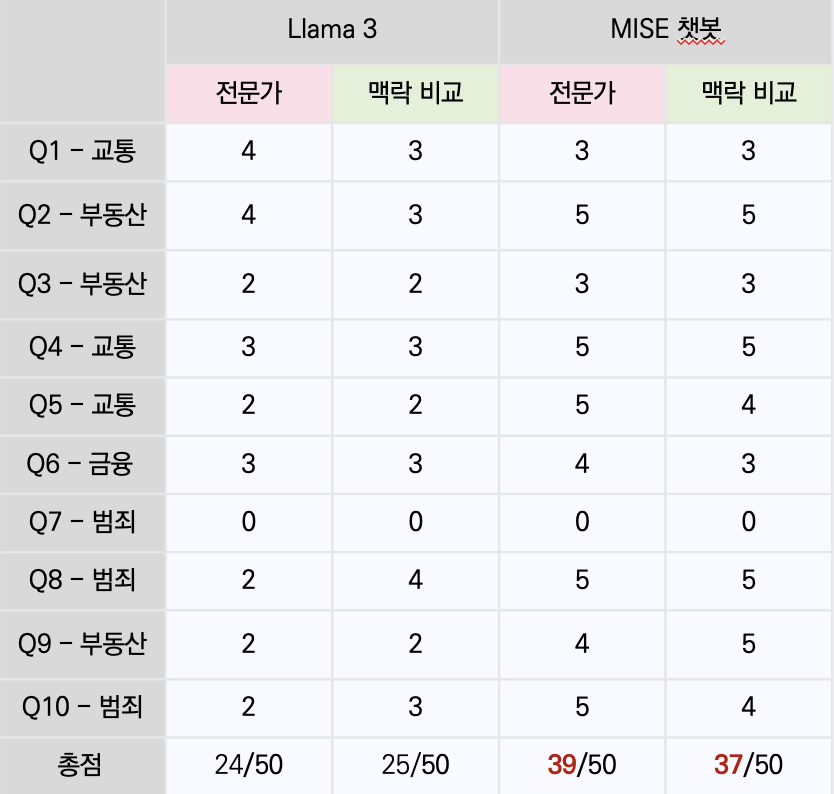 Llama 3 MISE 챗봇
전문가 맥락 비교 전문가 맥락 비교
Q1 – 교통 4 3 3 3
Q2 – 부동산 4 3 5 5
Q3 – 부동산 2 2 3 3
Q4 – 교통 3 3 5 5
Q5 – 교통 2 2 5 4
Q6 – 금융 3 3 4 3
Q7 – 범죄 0 0 0 0
Q8 – 범죄 2 4 5 5
Q9 – 부동산 2 2 4 5
Q10 – 범죄 2 3 5 4
총점 24/50 25/50 39/50 37/50